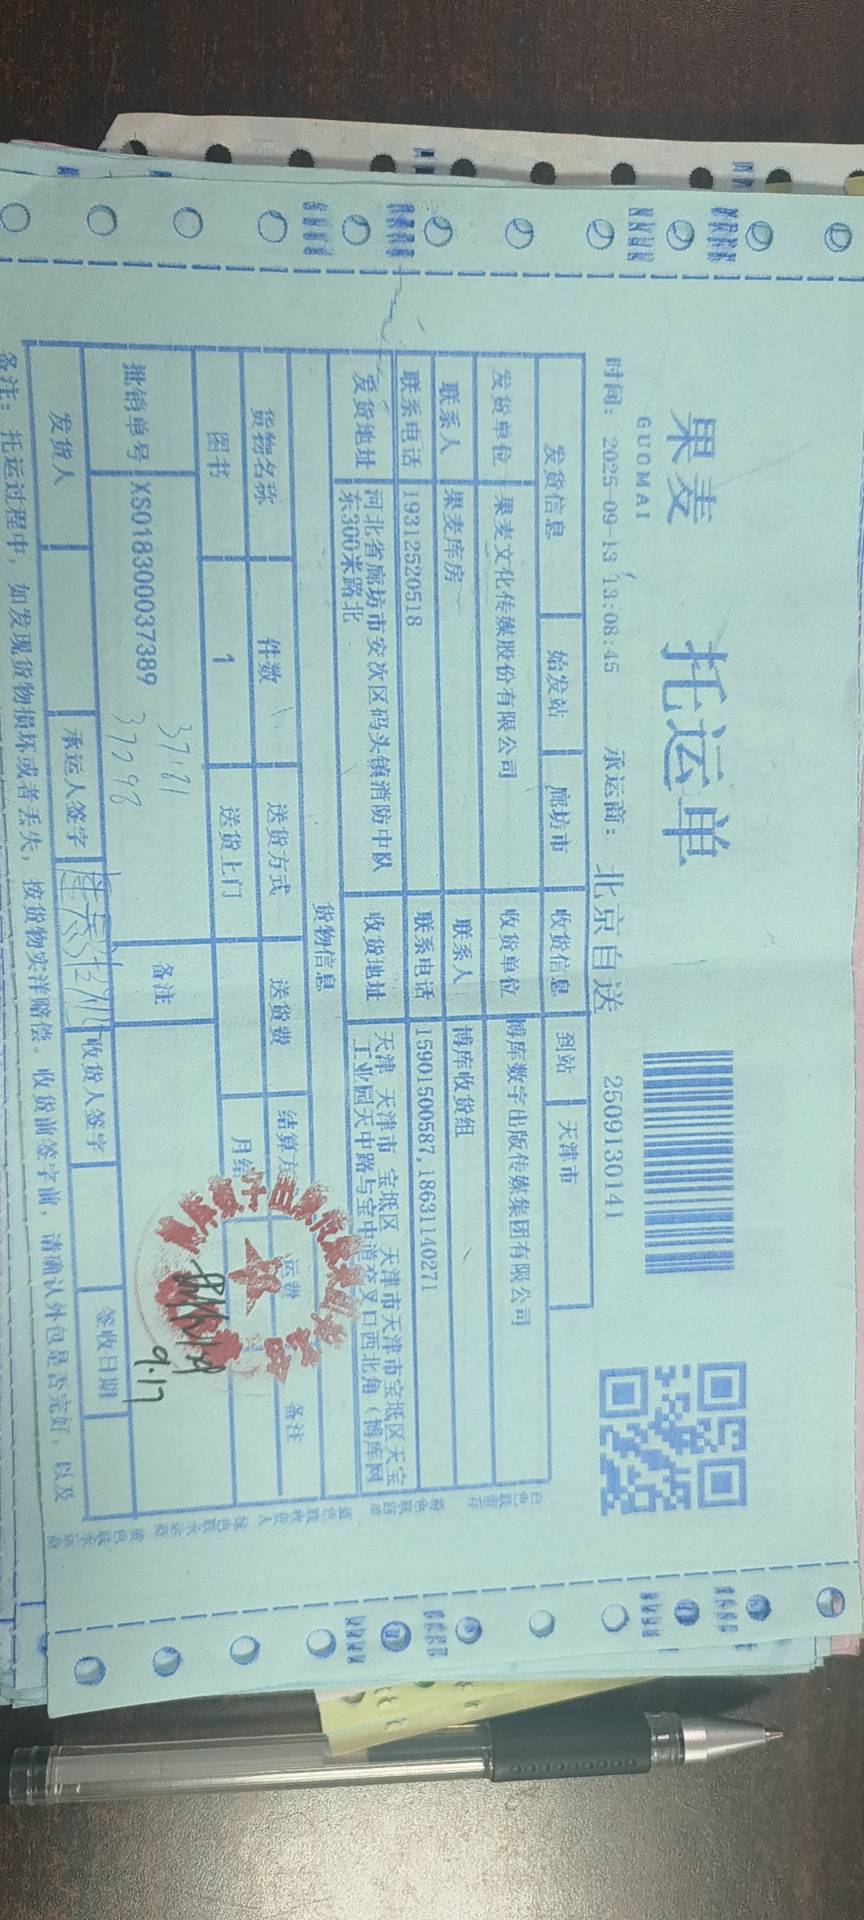 果麦 托运单
GUOMAI
时间: 2025-09-13 13:08:45 承运商: 北京自送 2509130141
发货信息 始发站 廊坊市 收货信息 到站 天津市
发货单位 果麦文化传媒股份有限公司 收货单位 博库数字出版传媒集团有限公司
联系人 果麦库房 联系人 博库收货组
联系电话 19312520518 联系电话 15901500587,18631140271
发货地址 河北省廊坊市安次区码头镇消防中队 收货地址 天津 天津市 宝坻区 天津市天津市宝坻区天宝
东300米路北 工业园天中路与宝中道交叉口西北角(博库网
货物信息
货物名称 件数 送货方式 送货费 结算方 运费 备注
图书 1 送货上门 月结
批销单号 XS018300037389 备注
37298
9.17
发货人 承运人签字 收货人签字 签收日期
备注: 托运过程中, 如发现货物损坏或者丢失, 按货物实洋赔偿。收货前签字前, 请确认外包是否完好, 以及